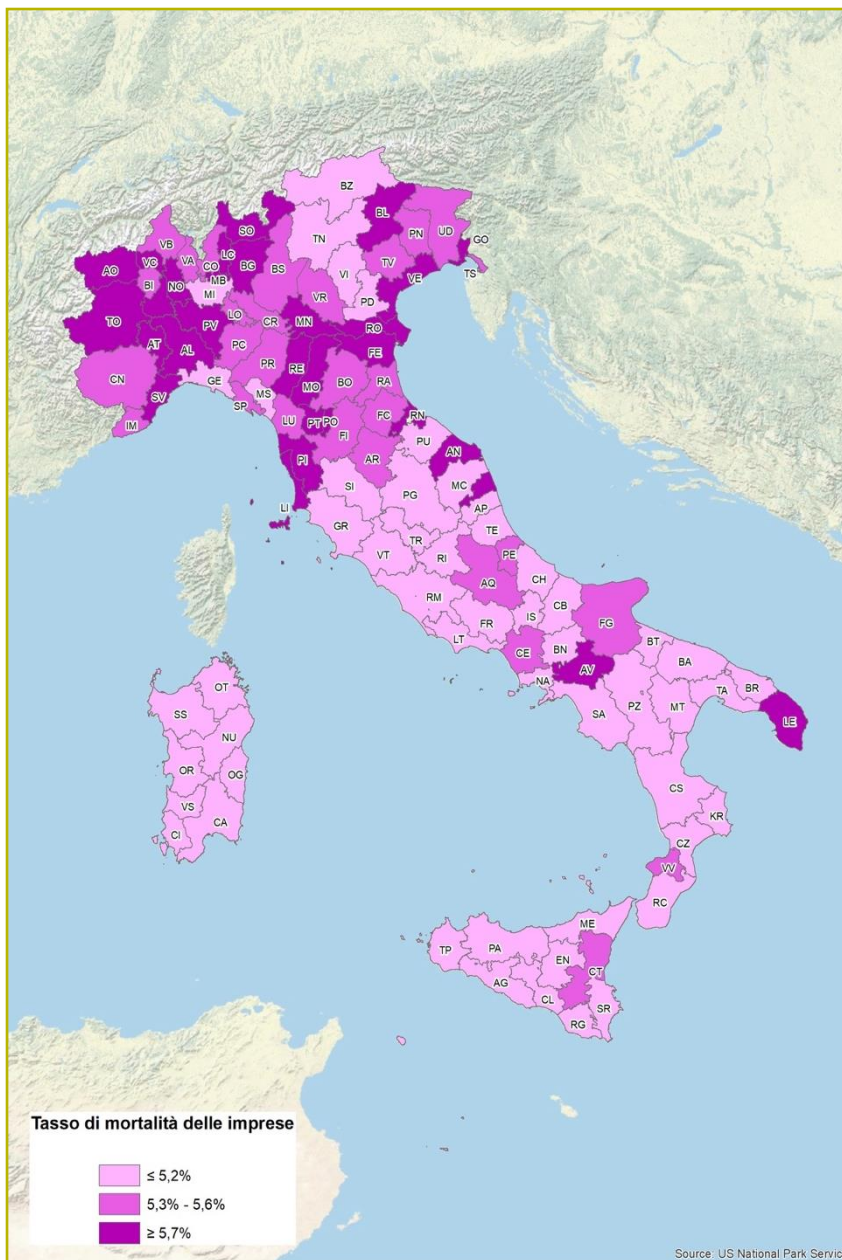 BZ
BL
SO
TN
PN
UD
GO
VB
LC
VC
VA
CO
BG
BS
TV
AO
BI
MB
VI
VE
TS
NO
MI
VR
PD
LO
CR
MN
RO
TO
PV
PC
FE
AT
AL
PR
RE
CN
GE
MO
BO
RA
SV
MS
SP
FC
LU
PT
PO
RN
IM
FI
PU
AN
PI
AR
SI
PG
MC
LI
AP
GR
TE
TR
VT
RI
PE
AQ
CH
RM
CB
IS
FG
FR
LT
CE
BN
BT
BA
AV
NA
BR
TA
OT
PZ
MT
SA
LE
SS
NU
OR
OG
CS
VS
CA
KR
CI
CZ
VV
RC
ME
TP
PA
EN
CT
AG
CL
SR
RG
Tasso di mortalità delle imprese
≤ 5,2%
5,3% - 5,6%
≥ 5,7%
Source: US National Park Servic